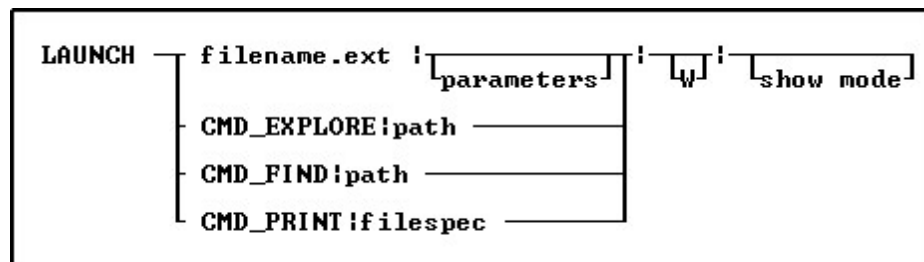 LAUNCH filename.ext ¦ parameters ¦ W ¦ show mode
CMD_EXPLORE¦path
CMD_FIND¦path
CMD_PRINT¦filespec